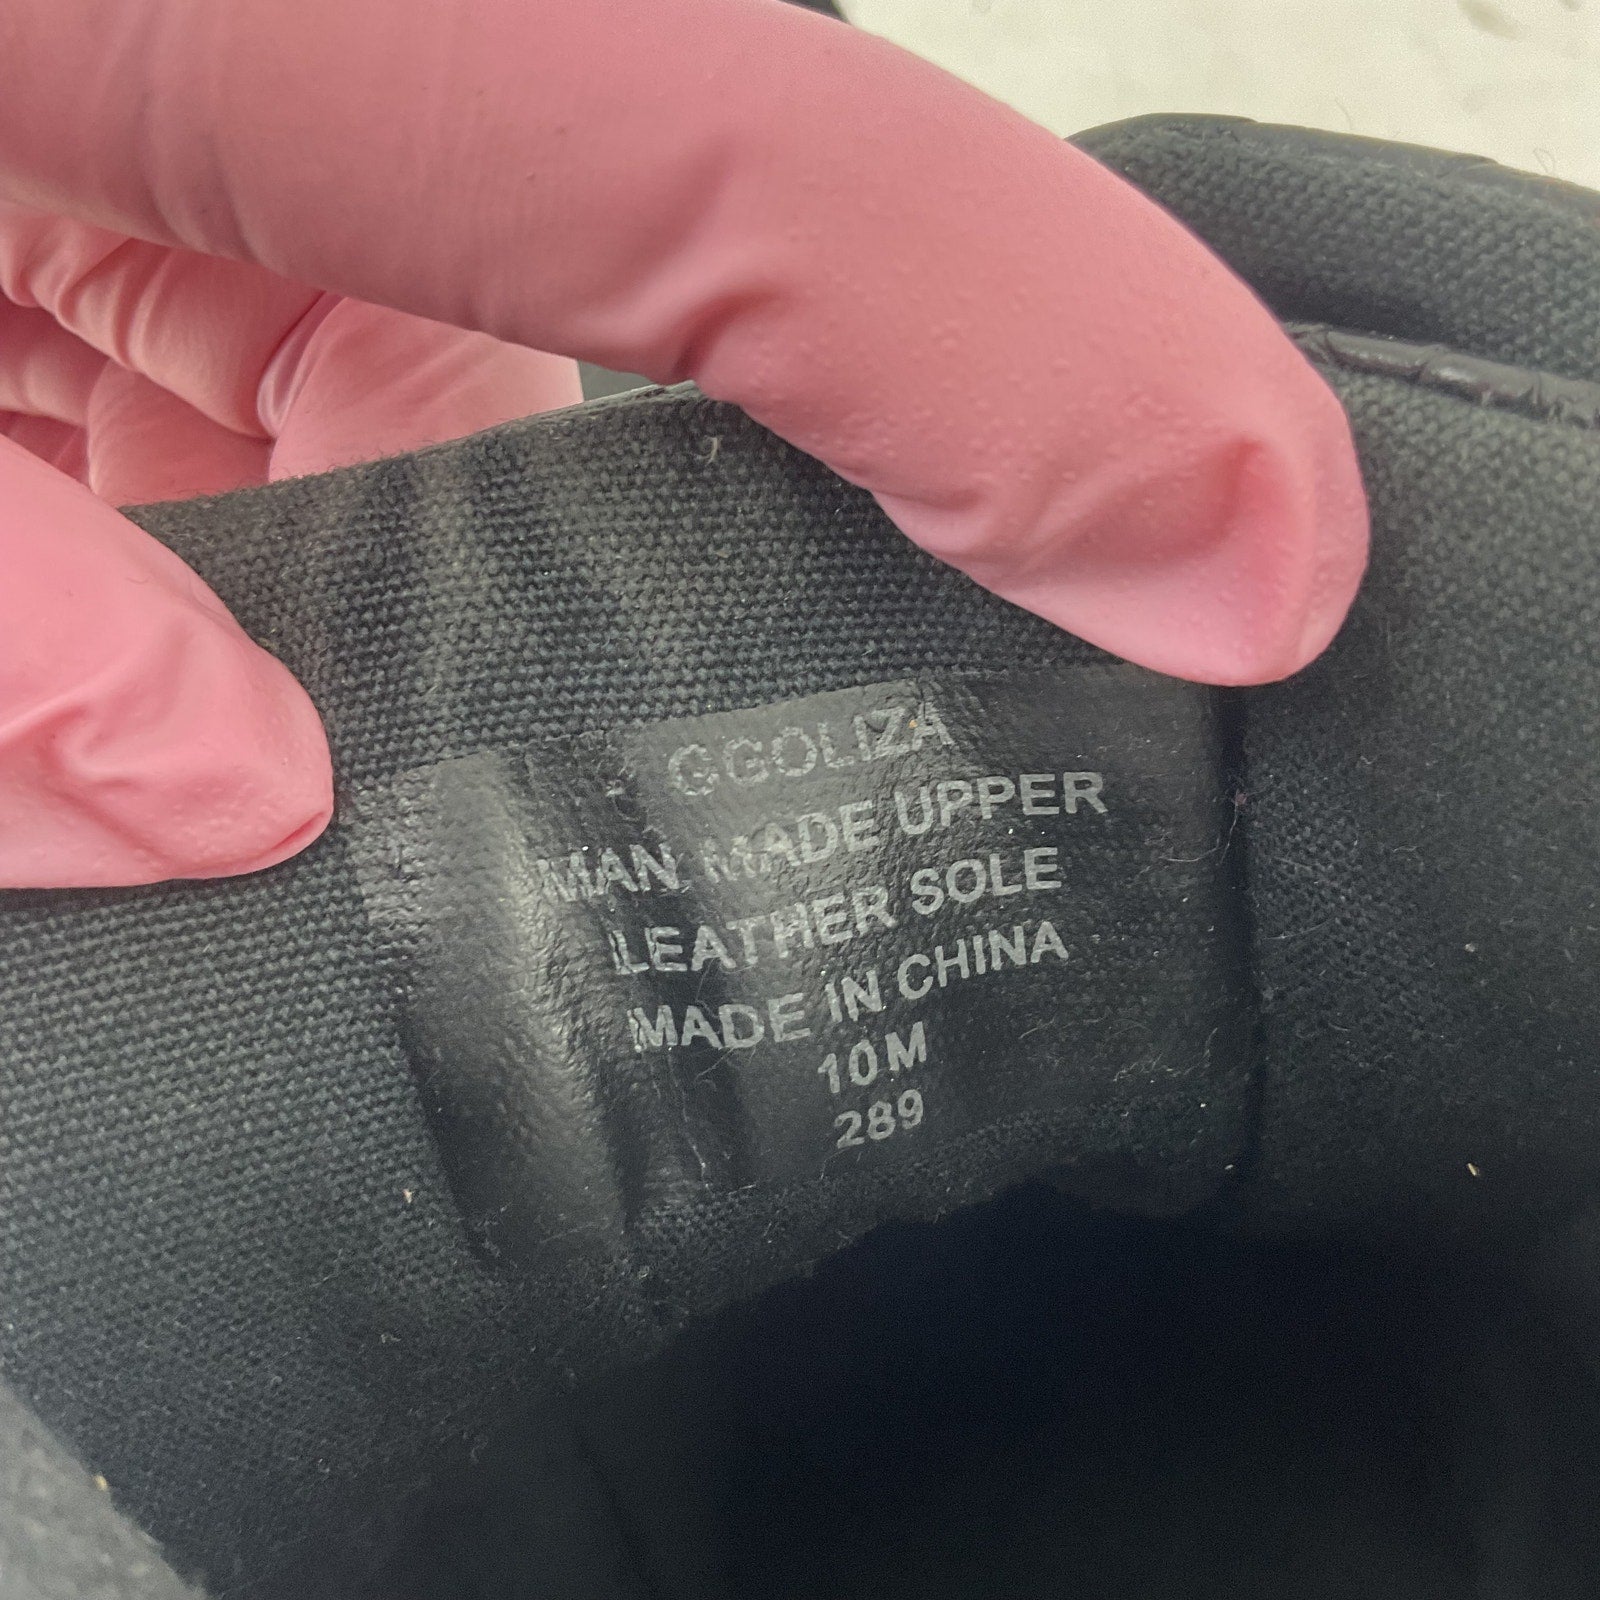 GGOLIZA
MAN MADE UPPER
LEATHER SOLE
MADE IN CHINA
10 M
289